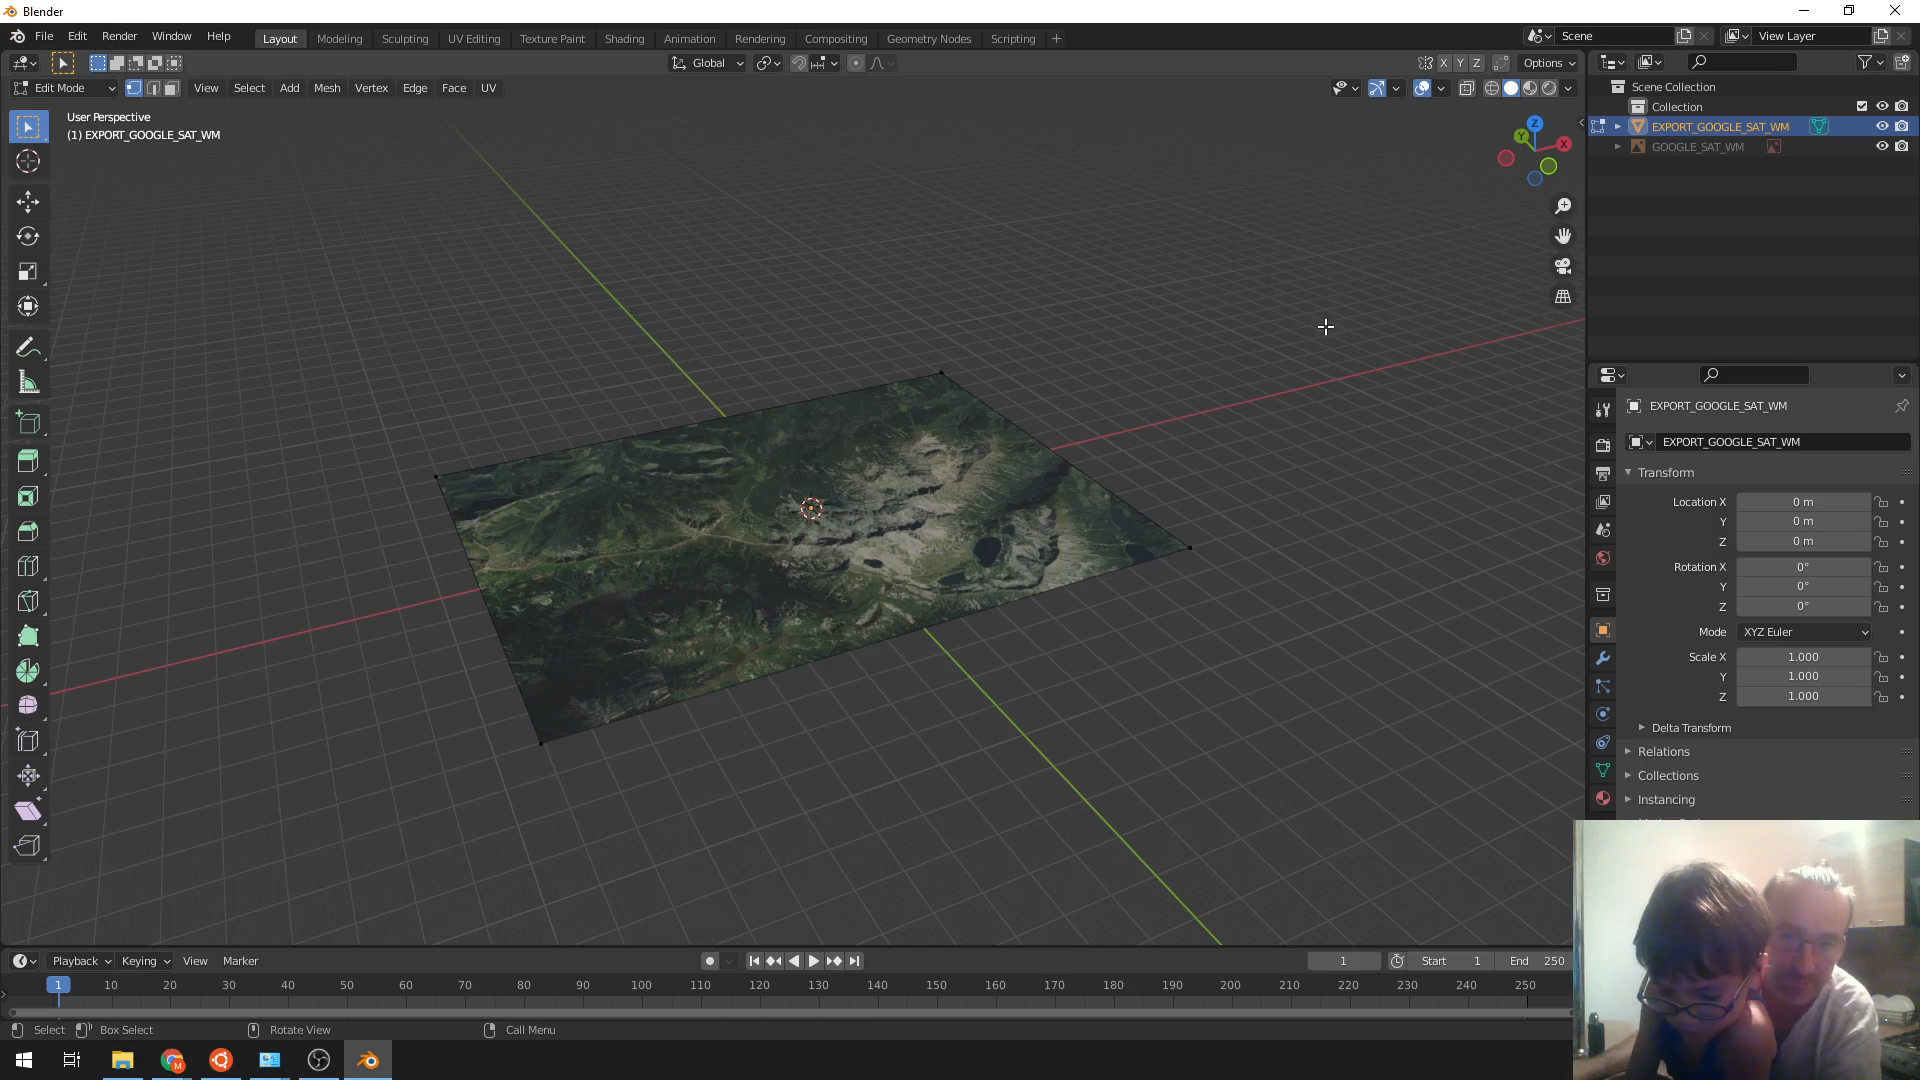 Blender
File Edit Render Window Help
Layout Modeling Sculpting UV Editing Texture Paint Shading Animation Rendering Compositing Geometry Nodes Scripting +
Scene
View Layer
Global
X Y Z
Options
Edit Mode
View Select Add Mesh Vertex Edge Face UV
User Perspective
(1) EXPORT_GOOGLE_SAT_WM
Z
Y
X
Scene Collection
Collection
EXPORT_GOOGLE_SAT_WM
GOOGLE_SAT_WM
EXPORT_GOOGLE_SAT_WM
EXPORT_GOOGLE_SAT_WM
Transform
Location X 0 m
Y 0 m
Z 0 m
Rotation X 0°
Y 0°
Z 0°
Mode XYZ Euler
Scale X 1.000
Y 1.000
Z 1.000
Delta Transform
Relations
Collections
Instancing
Playback Keying View Marker
1
Start 1
End 250
1 10 20 30 40 50 60 70 80 90 100 110 120 130 140 150 160 170 180 190 200 210 220 230 240 250
Select Box Select Rotate View Call Menu
M